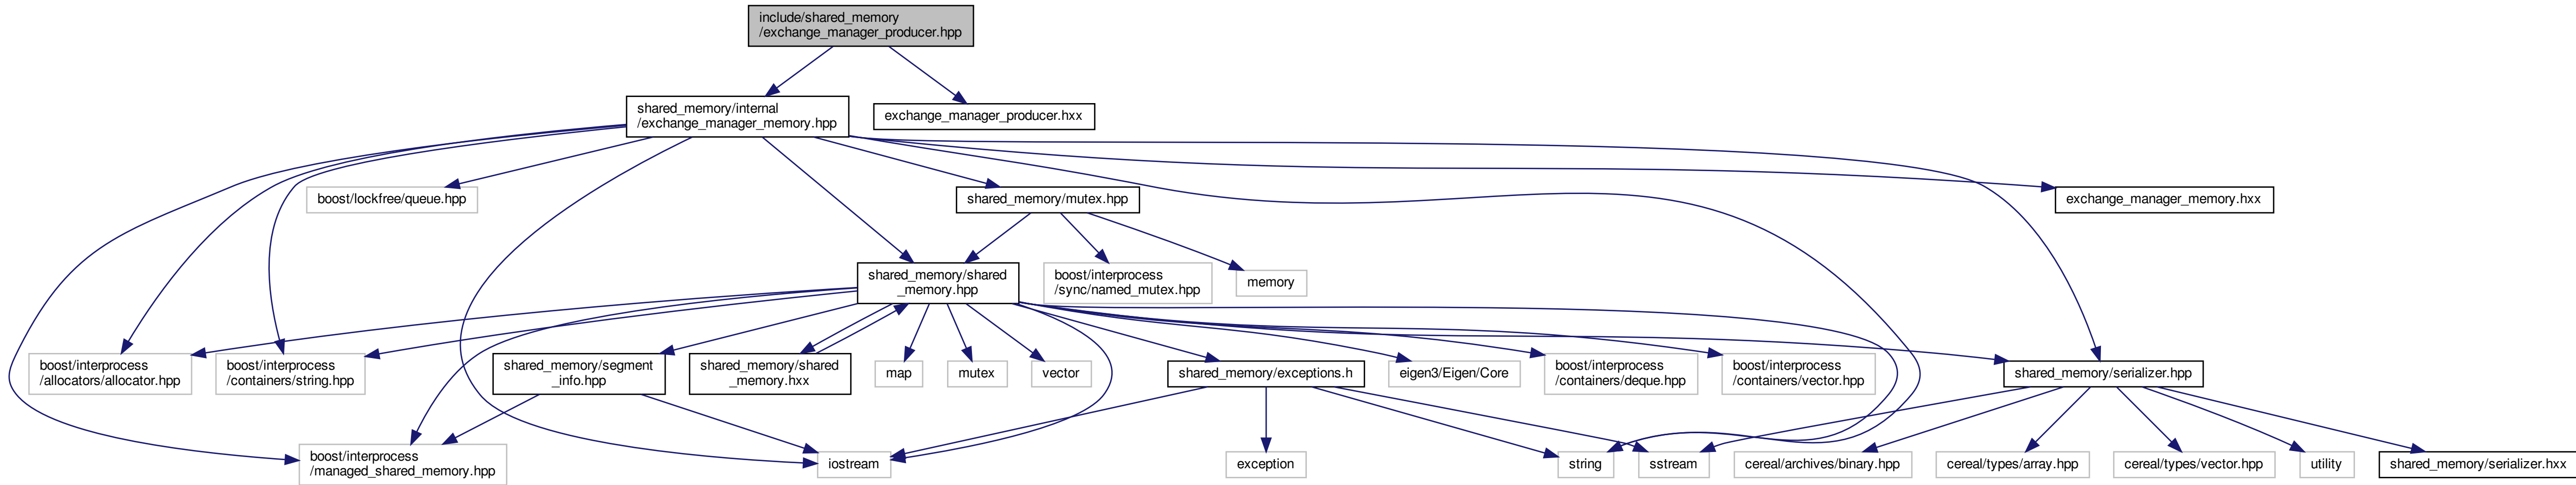 include/shared_memory
/exchange_manager_producer.hpp
shared_memory/internal
/exchange_manager_memory.hpp
exchange_manager_producer.hxx
boost/lockfree/queue.hpp
shared_memory/mutex.hpp
exchange_manager_memory.hxx
shared_memory/shared
_memory.hpp
boost/interprocess
/sync/named_mutex.hpp
memory
boost/interprocess
/allocators/allocator.hpp
boost/interprocess
/containers/string.hpp
shared_memory/segment
_info.hpp
shared_memory/shared
_memory.hxx
map
mutex
vector
shared_memory/exceptions.h
eigen3/Eigen/Core
boost/interprocess
/containers/deque.hpp
boost/interprocess
/containers/vector.hpp
shared_memory/serializer.hpp
boost/interprocess
/managed_shared_memory.hpp
iostream
exception
string
sstream
cereal/archives/binary.hpp
cereal/types/array.hpp
cereal/types/vector.hpp
utility
shared_memory/serializer.hxx